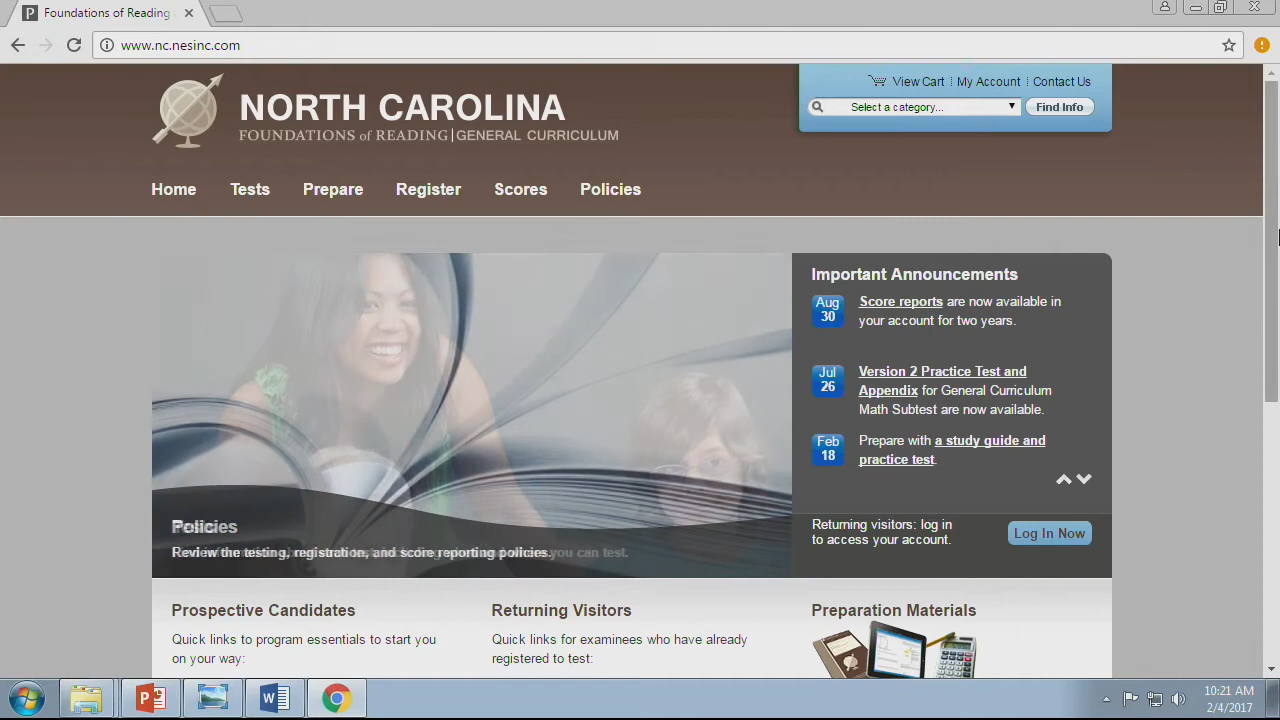 Foundations of Reading
www.nc.nesinc.com
View Cart
My Account
Contact Us
NORTH CAROLINA
Select a category...
Find Info
FOUNDATIONS of READING|GENERAL CURRICULUM
Home
Tests
Prepare
Register
Scores
Policies
Important Announcements
Aug
30
Score reports are now available in
your account for two years.
Jul
26
Version 2 Practice Test and
Appendix for General Curriculum
Math Subtest are now available.
Feb
18
Prepare with a study guide and
practice test.
Policies
Review the testing, registration, and score reporting policies.
you can test.
Returning visitors: log in
to access your account.
Log In Now
Prospective Candidates
Quick links to program essentials to start you
on your way:
Returning Visitors
Quick links for examinees who have already
registered to test:
Preparation Materials
10:21 AM
2/4/2017